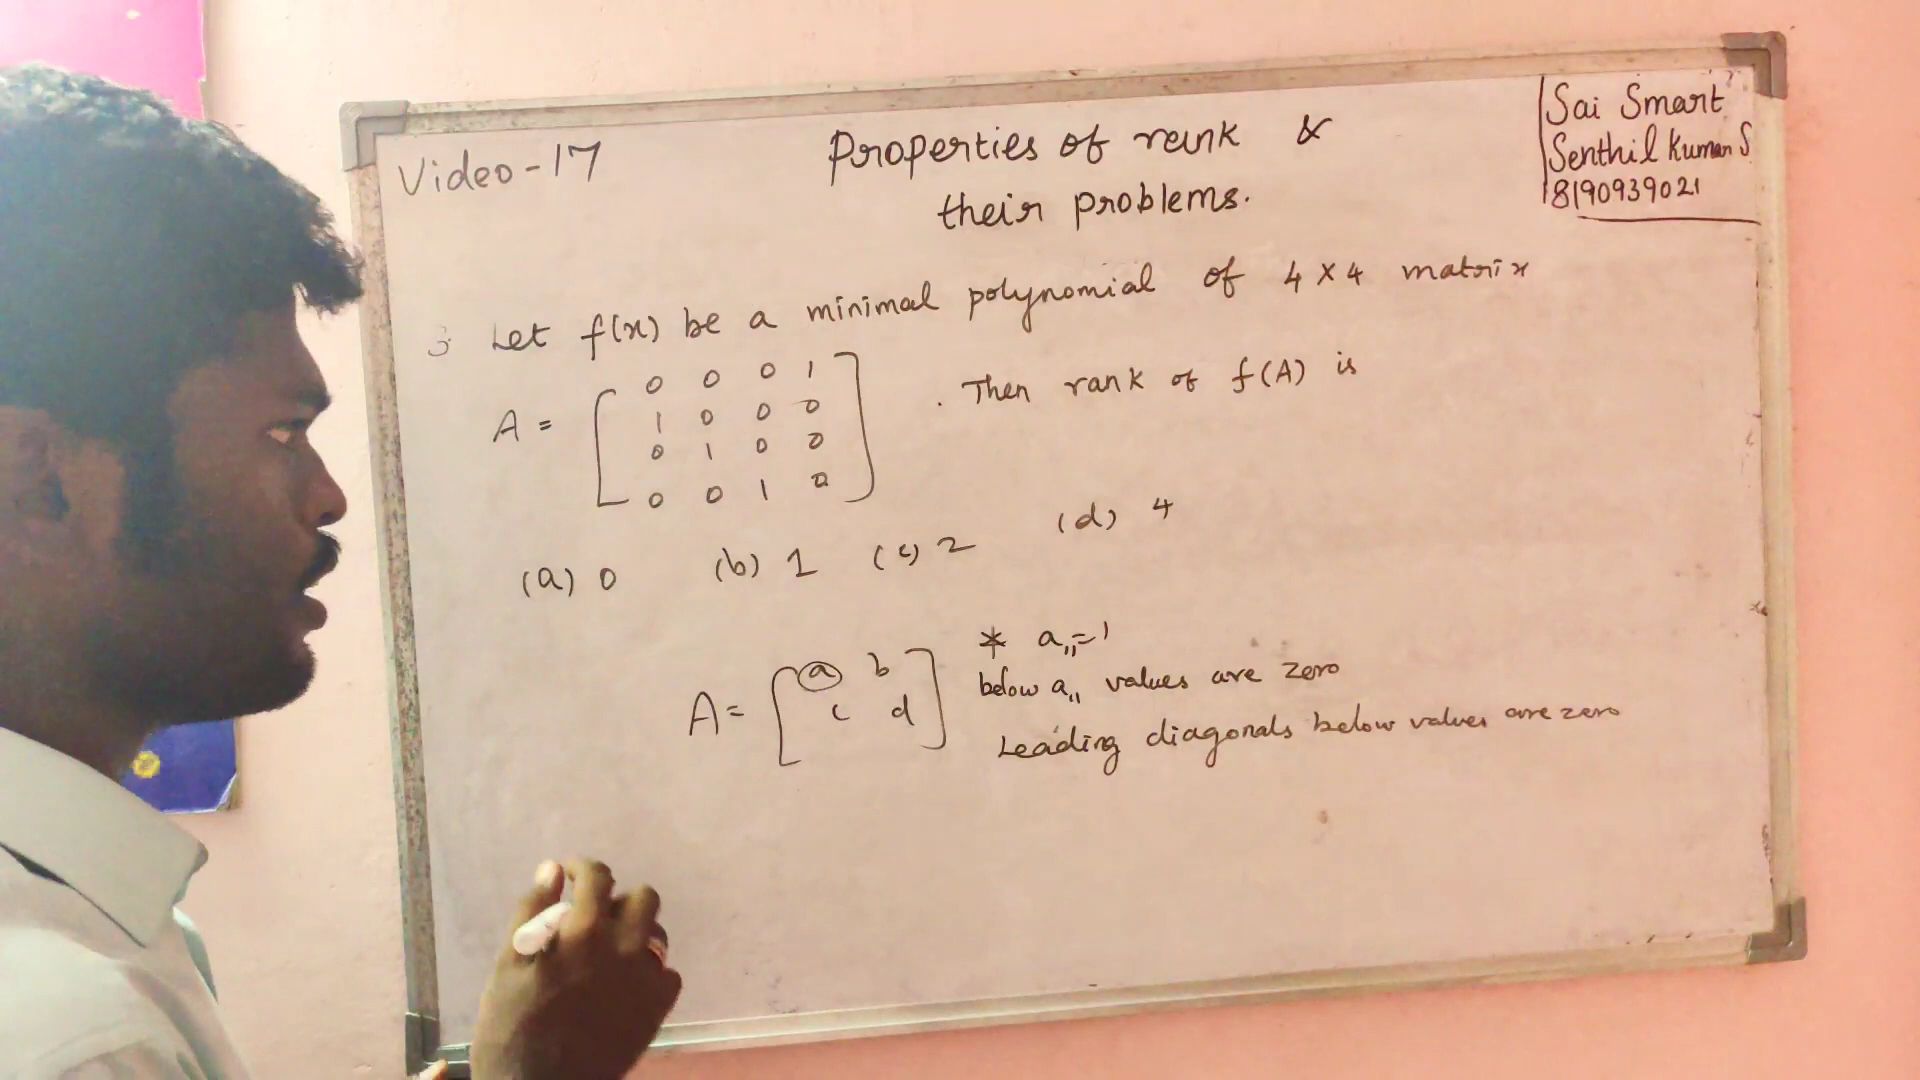 Video-17
Properties of rank &
their problems.
Sai Smart
Senthil Kumar S
8190939021
3. Let f(x) be a minimal polynomial of 4 x 4 matrix
A = [ 0 0 0 1
1 0 0 0
0 1 0 0
0 0 1 0 ] . Then rank of f(A) is
(a) 0 (b) 1 (c) 2 (d) 4
A = [ a b
c d ]
* a11=1
below a11 values are zero
Leading diagonals below values are zero